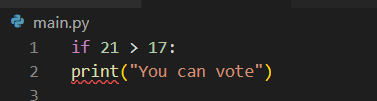 main.py
1 if 21 > 17:
2 print("You can vote")
3